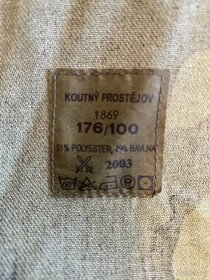 KOUTNÝ PROSTĚJOV
1869
176/100
51% POLYESTER, 49% BAVLNA
2003